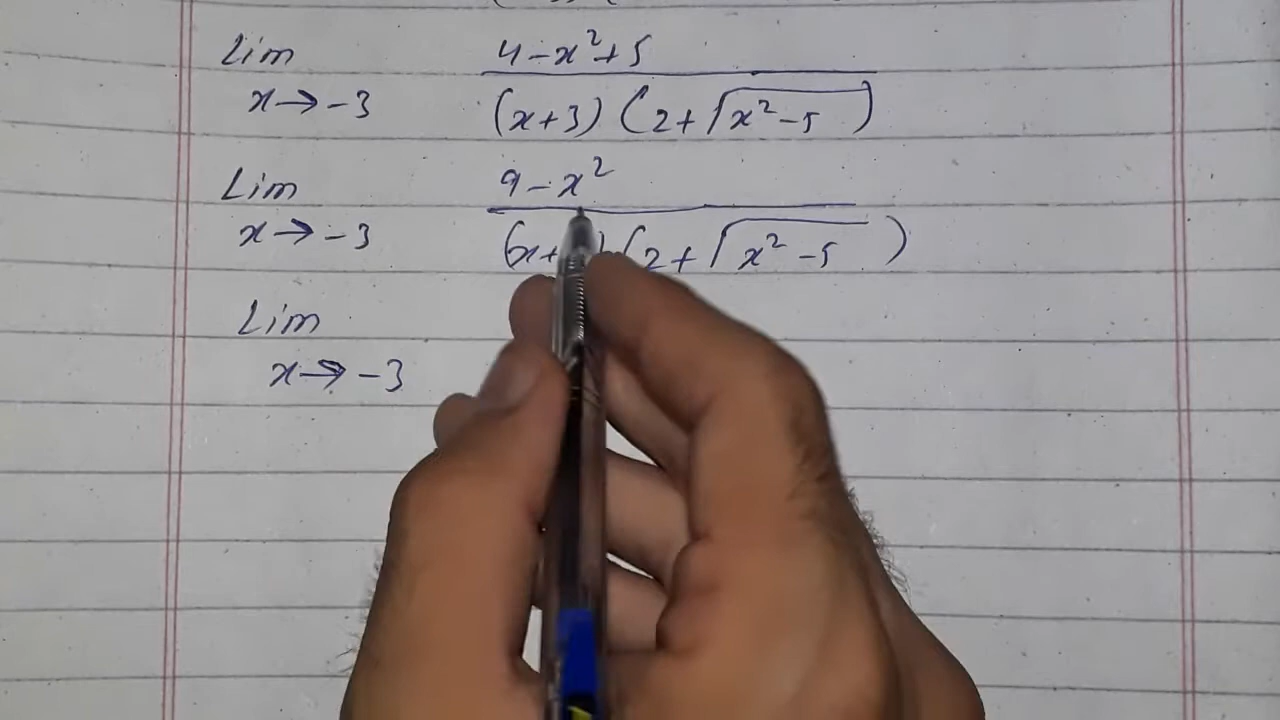 Lim 4-x²+5
x→-3 (x+3) (2+√x²-5)
Lim 9-x²
x→-3 (x+ ) (2+√x²-5)
Lim
x→-3